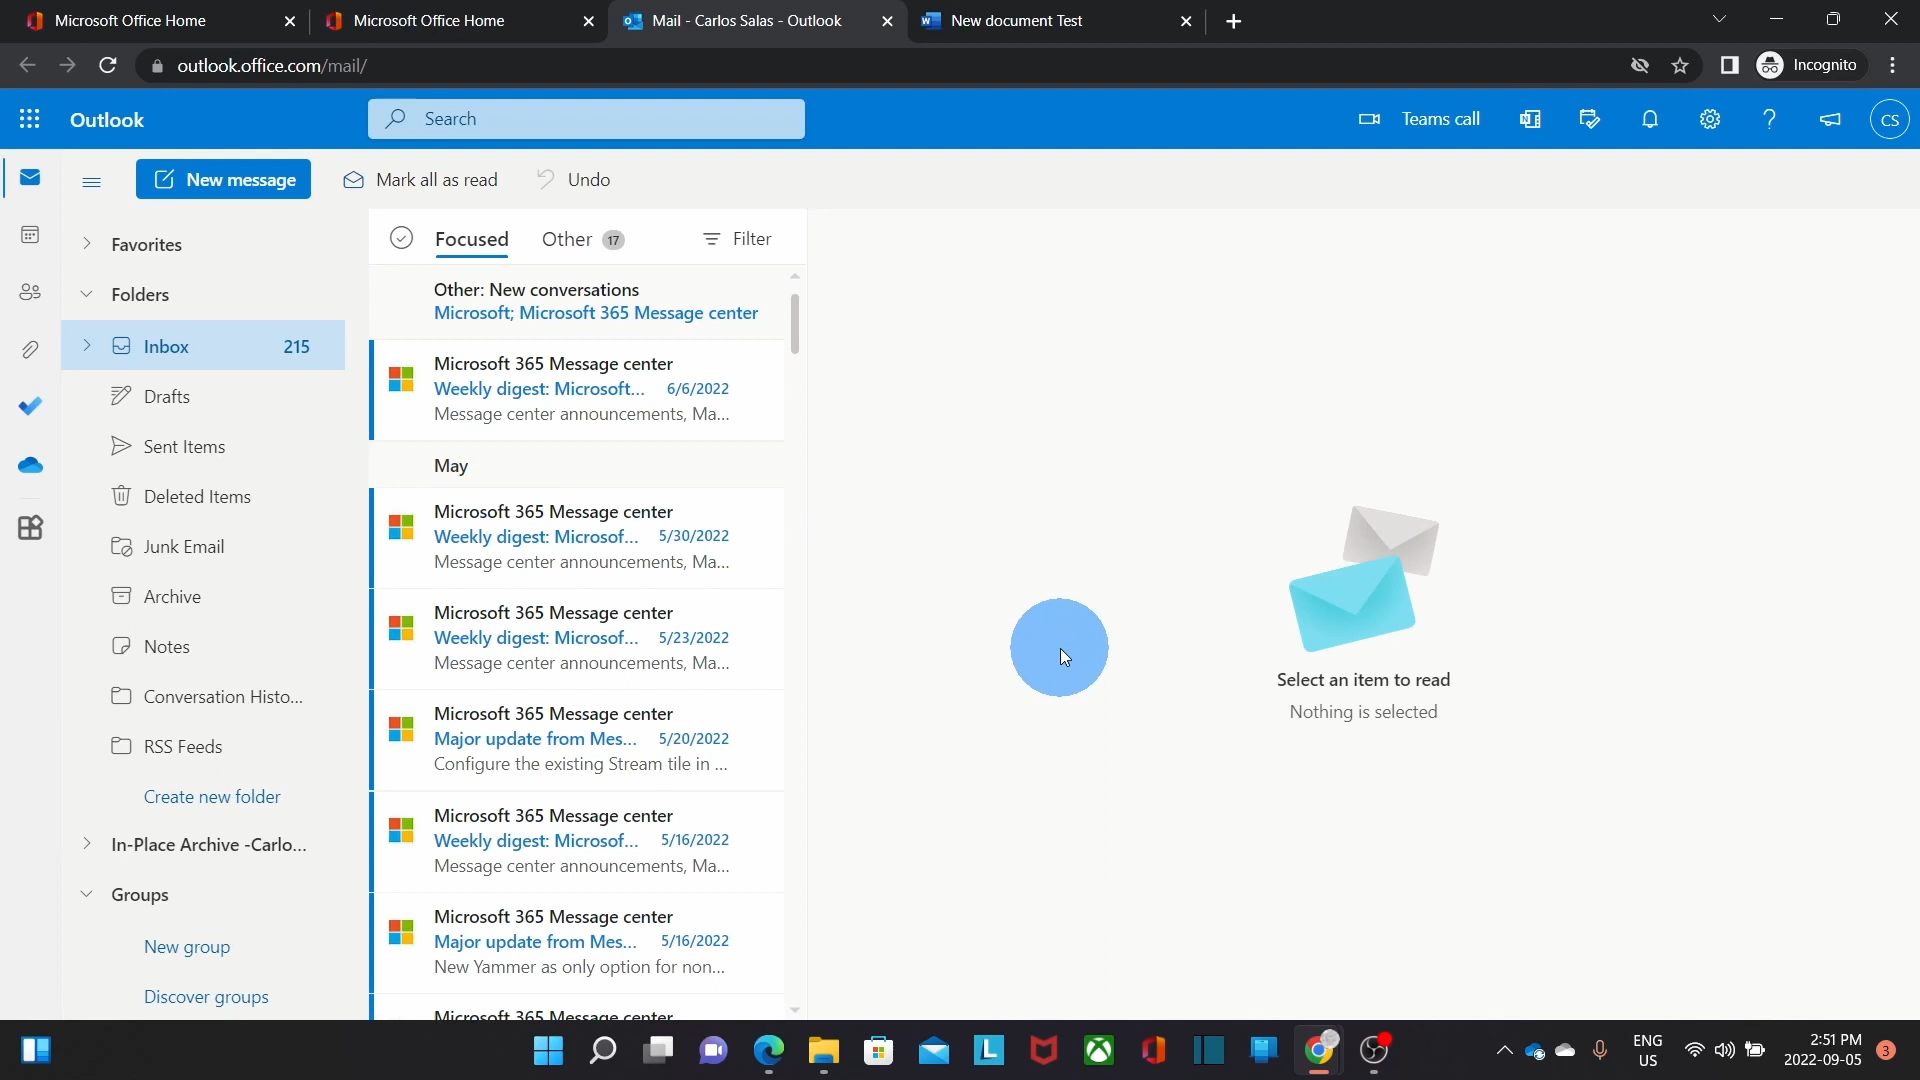 Microsoft Office Home
Microsoft Office Home
Mail - Carlos Salas - Outlook
New document Test
outlook.office.com/mail/
Incognito
Outlook
Search
Teams call
CS
New message
Mark all as read
Undo
Favorites
Folders
Inbox 215
Drafts
Sent Items
Deleted Items
Junk Email
Archive
Notes
Conversation Histo...
RSS Feeds
Create new folder
In-Place Archive -Carlo...
Groups
New group
Discover groups
Focused
Other 17
Filter
Other: New conversations
Microsoft; Microsoft 365 Message center
Microsoft 365 Message center
Weekly digest: Microsoft... 6/6/2022
Message center announcements, Ma...
May
Microsoft 365 Message center
Weekly digest: Microsof... 5/30/2022
Message center announcements, Ma...
Microsoft 365 Message center
Weekly digest: Microsof... 5/23/2022
Message center announcements, Ma...
Microsoft 365 Message center
Major update from Mes... 5/20/2022
Configure the existing Stream tile in ...
Microsoft 365 Message center
Weekly digest: Microsof... 5/16/2022
Message center announcements, Ma...
Microsoft 365 Message center
Major update from Mes... 5/16/2022
New Yammer as only option for non...
Microsoft 365 Message center
Select an item to read
Nothing is selected
L
ENG
US
2:51 PM
2022-09-05
3